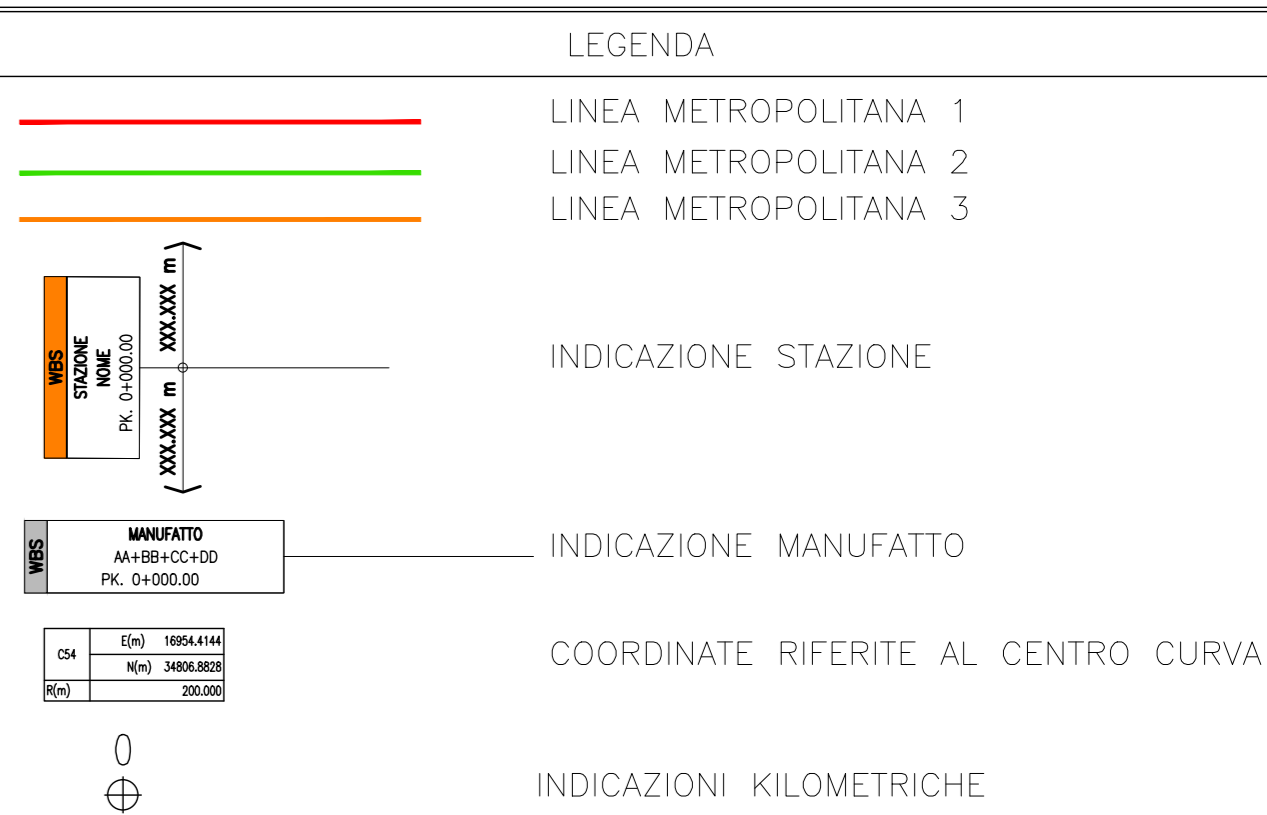 LEGENDA
LINEA METROPOLITANA 1
LINEA METROPOLITANA 2
LINEA METROPOLITANA 3
WBS
STAZIONE
NOME
PK. 0+000.00
XXX.XXX m XXX.XXX m
INDICAZIONE STAZIONE
WBS
MANUFATTO
AA+BB+CC+DD
PK. 0+000.00
INDICAZIONE MANUFATTO
C54 E(m) 16954.4144
N(m) 34806.8828
R(m) 200.000
COORDINATE RIFERITE AL CENTRO CURVA
0
INDICAZIONI KILOMETRICHE